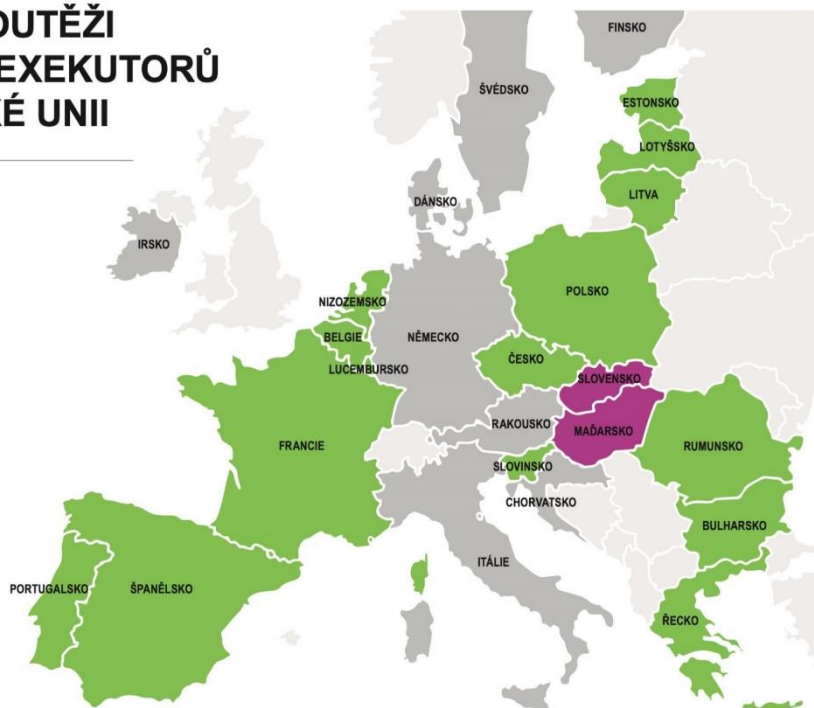 OUTĚŽI
EXEKUTORŮ
KÉ UNII
FINSKO
ŠVÉDSKO
ESTONSKO
LOTYŠSKO
LITVA
DÁNSKO
IRSKO
POLSKO
NIZOZEMSKO
NĚMECKO
BELGIE
ČESKO
LUCEMBURSKO
SLOVENSKO
RAKOUSKO
MAĎARSKO
FRANCIE
RUMUNSKO
SLOVINSKO
CHORVATSKO
BULHARSKO
ITÁLIE
PORTUGALSKO
ŠPANĚLSKO
ŘECKO